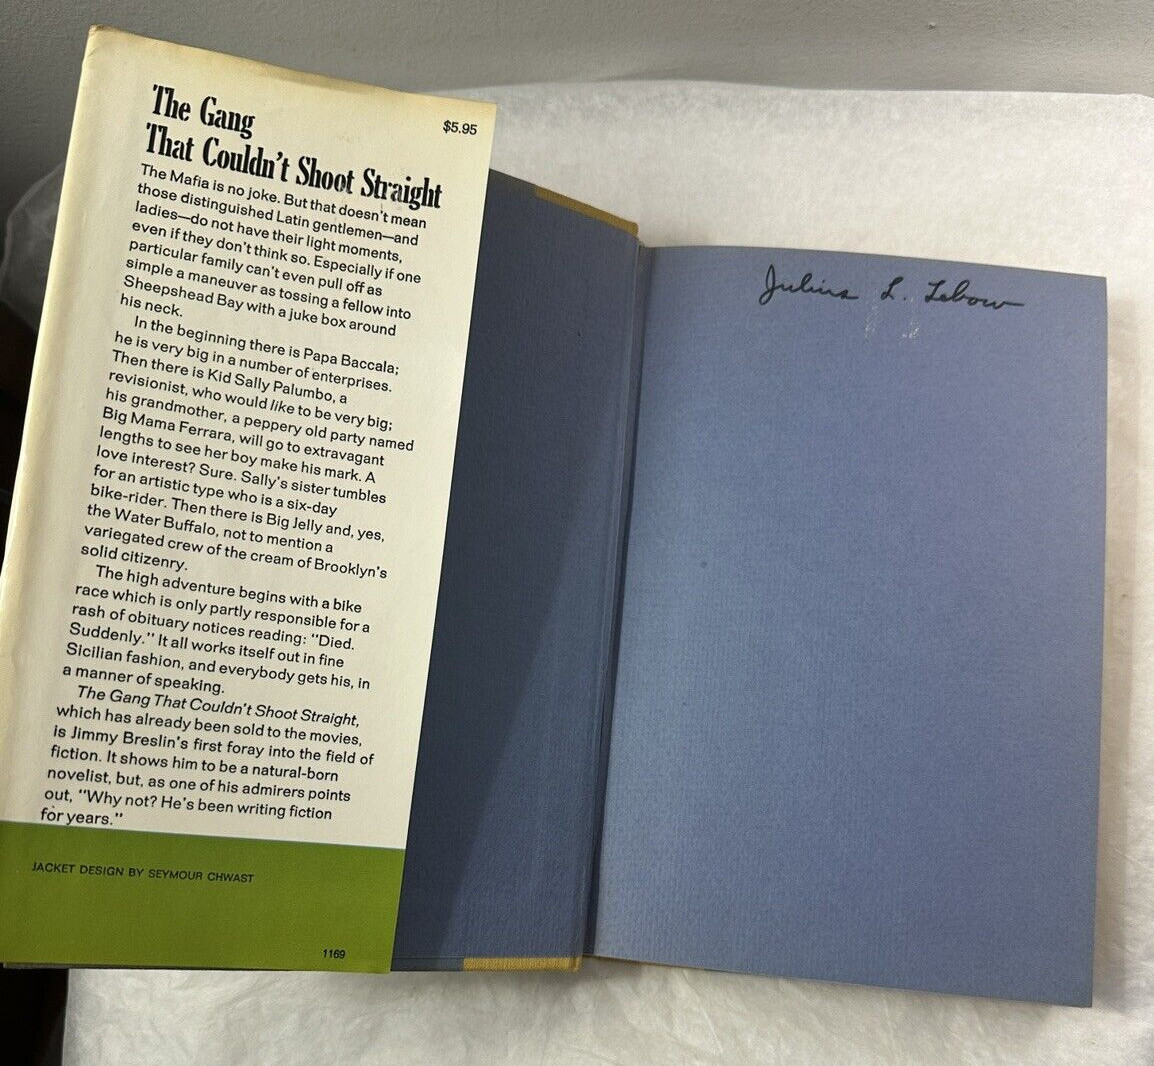 The Gang
That Couldn't Shoot Straight
$5.95
The Mafia is no joke. But that doesn't mean
those distinguished Latin gentlemen—and
ladies—do not have their light moments,
even if they don't think so. Especially if one
particular family can't even pull off as
simple a maneuver as tossing a fellow into
Sheepshead Bay with a juke box around
his neck.
In the beginning there is Papa Baccala;
he is very big in a number of enterprises.
Then there is Kid Sally Palumbo, a
revisionist, who would like to be very big;
his grandmother, a peppery old party named
Big Mama Ferrara, will go to extravagant
lengths to see her boy make his mark. A
love interest? Sure. Sally's sister tumbles
for an artistic type who is a six-day
bike-rider. Then there is Big Jelly and, yes,
the Water Buffalo, not to mention a
variegated crew of the cream of Brooklyn's
solid citizenry.
The high adventure begins with a bike
race which is only partly responsible for a
rash of obituary notices reading: "Died.
Suddenly." It all works itself out in fine
Sicilian fashion, and everybody gets his, in
a manner of speaking.
The Gang That Couldn't Shoot Straight,
which has already been sold to the movies,
is Jimmy Breslin's first foray into the field of
fiction. It shows him to be a natural-born
novelist, but, as one of his admirers points
out, "Why not? He's been writing fiction
for years."
JACKET DESIGN BY SEYMOUR CHWAST
1169
Julius L. Lebow